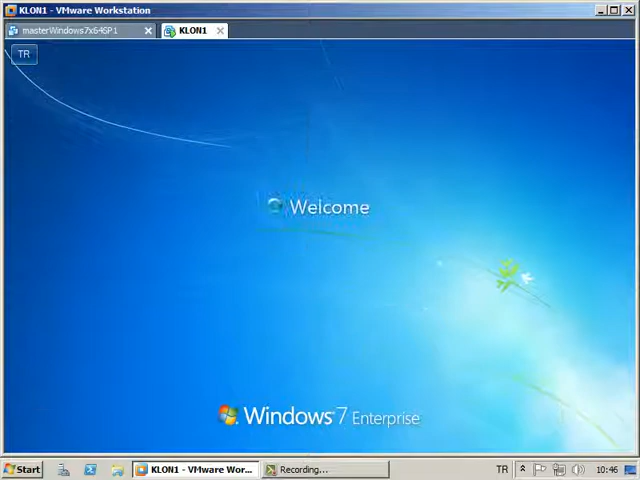 KLON1 - VMware Workstation
masterWindows7x64SP1
KLON1
TR
Welcome
Windows 7 Enterprise
Start
KLON1 - VMware Wor...
Recording...
TR
10:46